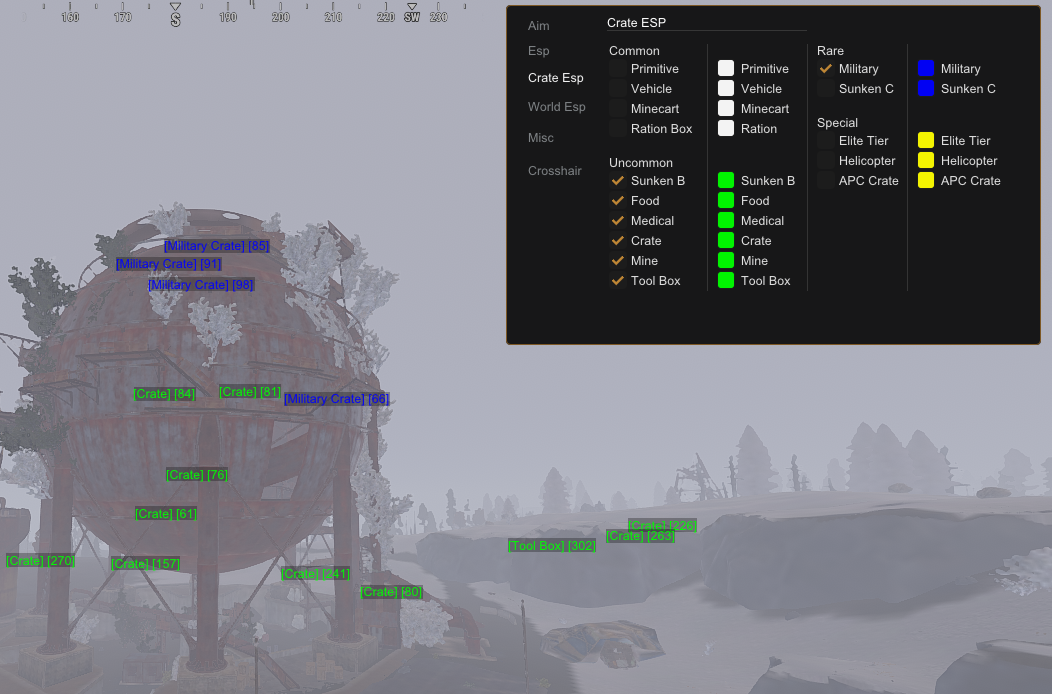 160 170 S 190 200 210 220 SW 230
Aim
Esp
Crate Esp
World Esp
Misc
Crosshair
Crate ESP
Common
Primitive Primitive
Vehicle Vehicle
Minecart Minecart
Ration Box Ration
Uncommon
Sunken B Sunken B
Food Food
Medical Medical
Crate Crate
Mine Mine
Tool Box Tool Box
Rare
Military Military
Sunken C Sunken C
Special
Elite Tier Elite Tier
Helicopter Helicopter
APC Crate APC Crate
[Military Crate] [85]
[Military Crate] [91]
[Military Crate] [98]
[Crate] [84]
[Crate] [81]
[Military Crate] [66]
[Crate] [76]
[Crate] [61]
[Crate] [226]
[Crate] [263]
[Tool Box] [302]
[Crate] [270]
[Crate] [157]
[Crate] [241]
[Crate] [80]